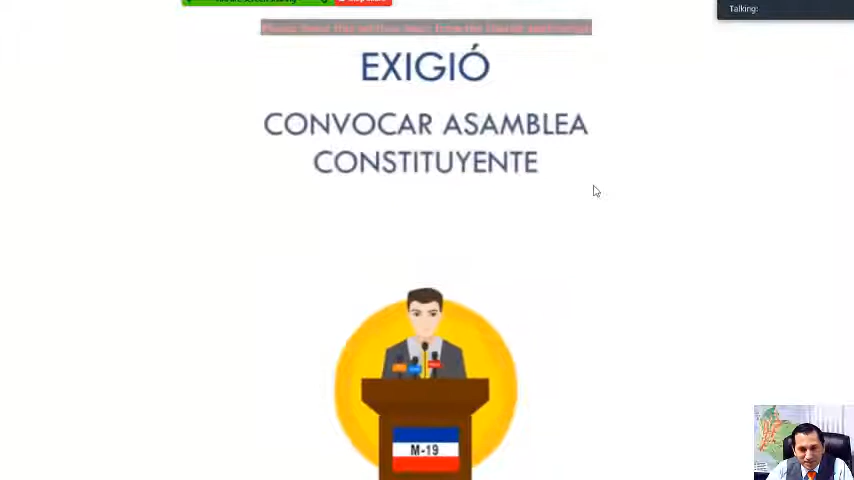 Talking:
EXIGIÓ
CONVOCAR ASAMBLEA
CONSTITUYENTE
M-19